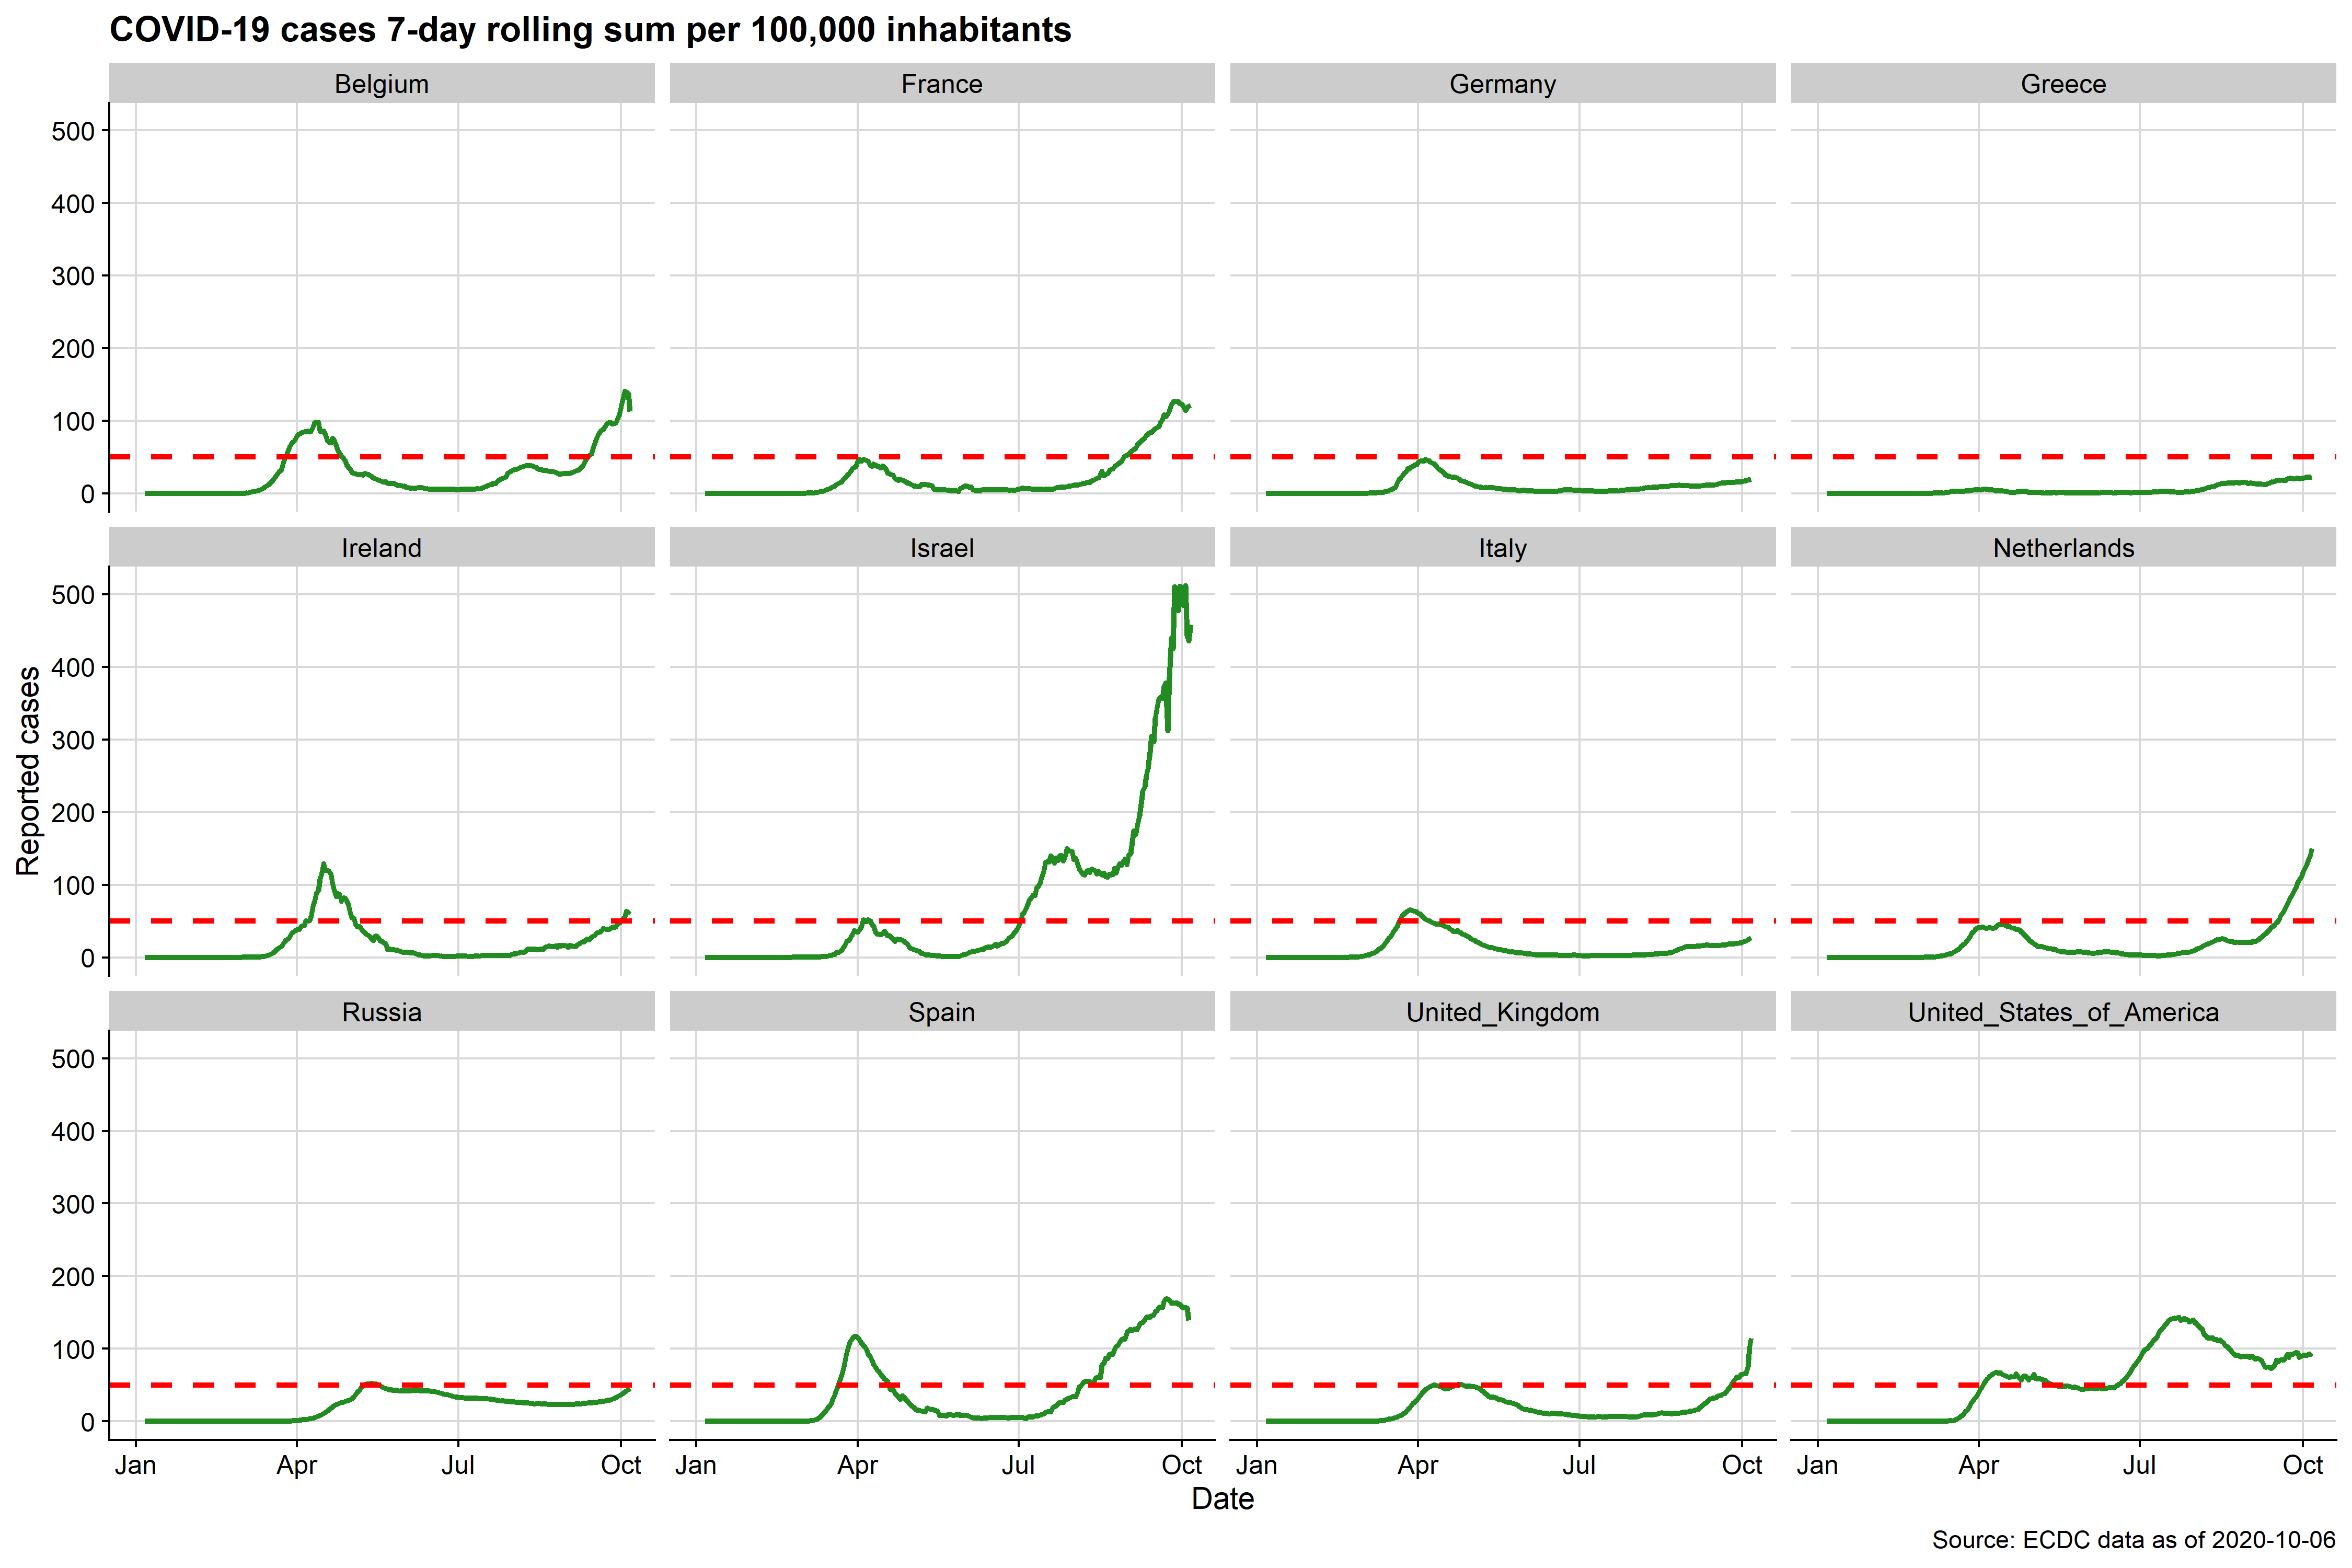 COVID-19 cases 7-day rolling sum per 100,000 inhabitants
Belgium France Germany Greece
500
400
300
200
100
0
Ireland Israel Italy Netherlands
500
400
300
200
100
0
Reported cases
Russia Spain United_Kingdom United_States_of_America
500
400
300
200
100
0
Jan Apr Jul Oct Jan Apr Jul Oct Jan Apr Jul Oct Jan Apr Jul Oct
Date
Source: ECDC data as of 2020-10-06